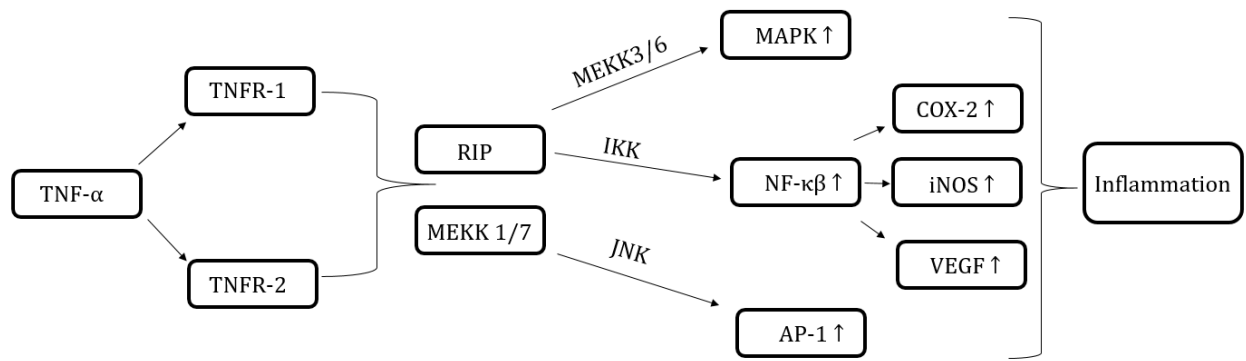 TNF-α
TNFR-1
TNFR-2
RIP
MEKK 1/7
MEKK3/6
IKK
JNK
MAPK ↑
NF-κβ ↑
AP-1 ↑
COX-2 ↑
iNOS ↑
VEGF ↑
Inflammation